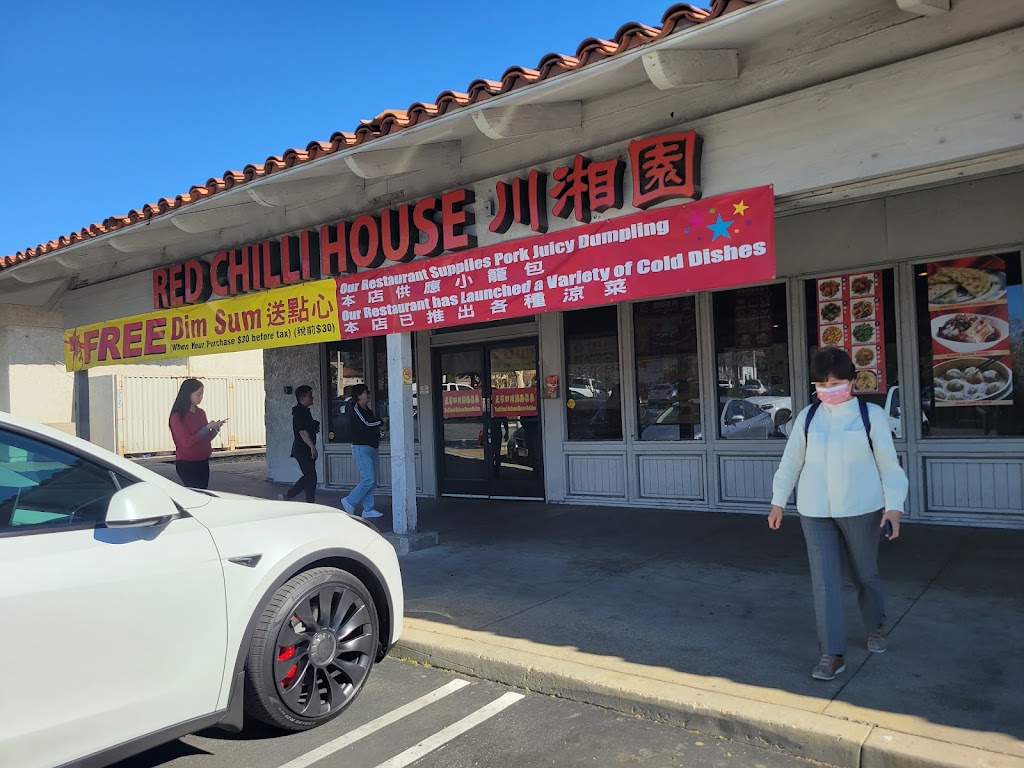 RED CHILLI HOUSE 川湘園
FREE Dim Sum 送點心
(When Your Purchase $30 before tax) (稅前$30)
Our Restaurant Supplies Pork Juicy Dumpling
本店供應小籠包
Our Restaurant has Launched a Variety of Cold Dishes
本店已推出各種涼菜